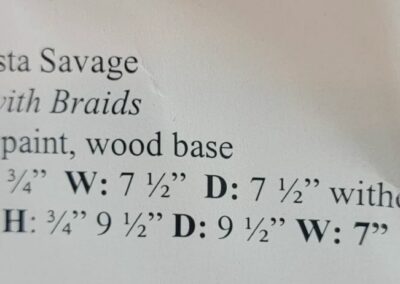 sta Savage
with Braids
paint, wood base
¾” W: 7 ½” D: 7 ½” witho
H: ¾” 9 ½” D: 9 ½” W: 7”